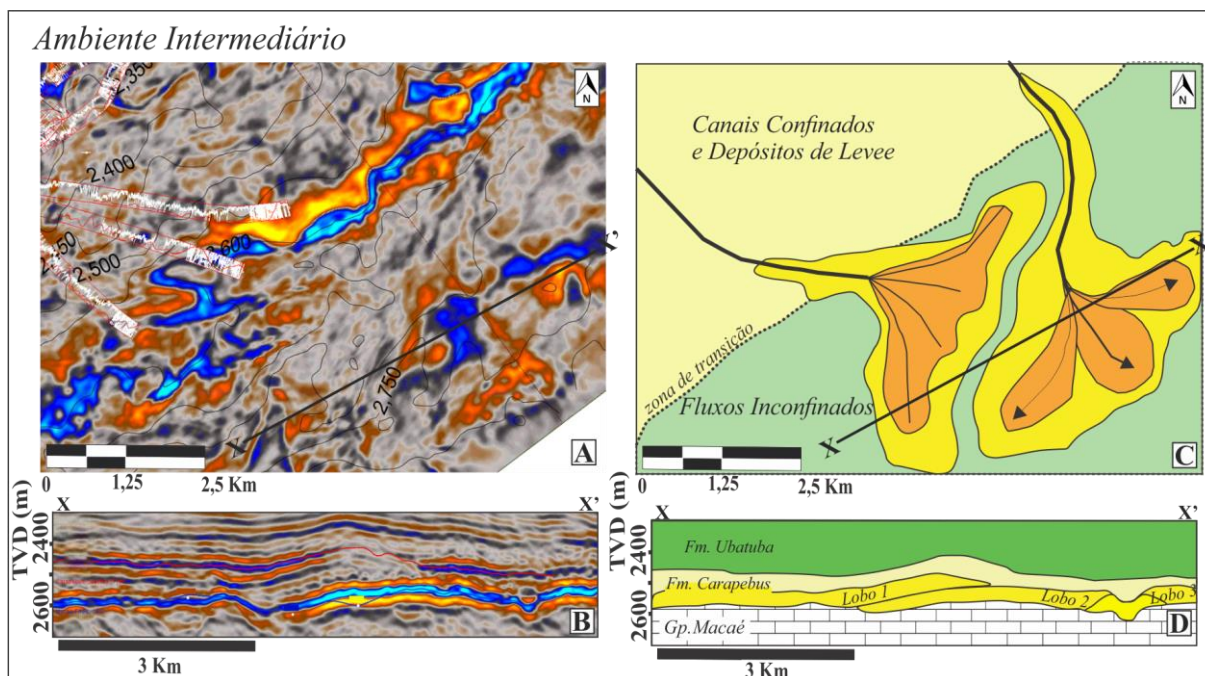 Ambiente Intermediário
2,350
2,400
2,600
2,500
2,750
X
X'
N
A
0
1,25
2,5 Km
Canais Confinados
e Depósitos de Levee
zona de transição
Fluxos Inconfinados
X
N
C
0
1,25
2,5 Km
TVD (m)
2400
2600
X
X'
B
3 Km
TVD (m)
2400
2600
X
X'
Fm. Ubatuba
Fm. Carapebus
Lobo 1
Lobo 2
Lobo 3
Gp. Macaé
D
3 Km